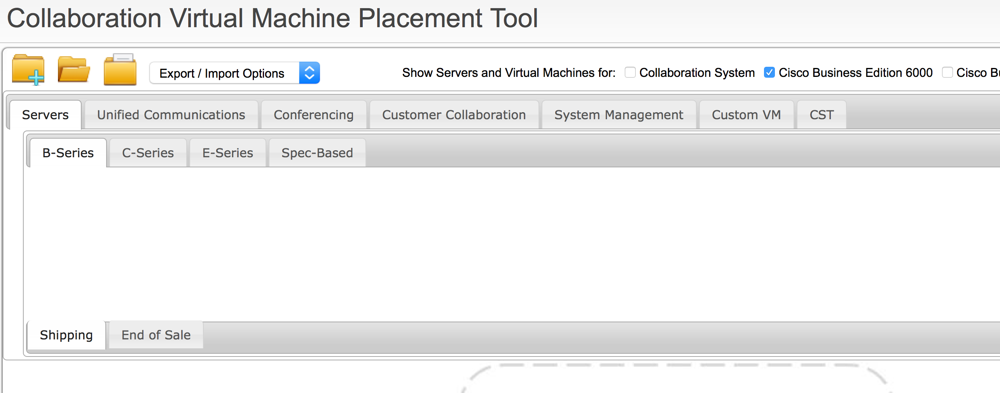 Collaboration Virtual Machine Placement Tool
Export / Import Options Show Servers and Virtual Machines for: Collaboration System Cisco Business Edition 6000 Cisco
Servers Unified Communications Conferencing Customer Collaboration System Management Custom VM CST
B-Series C-Series E-Series Spec-Based
Shipping End of Sale